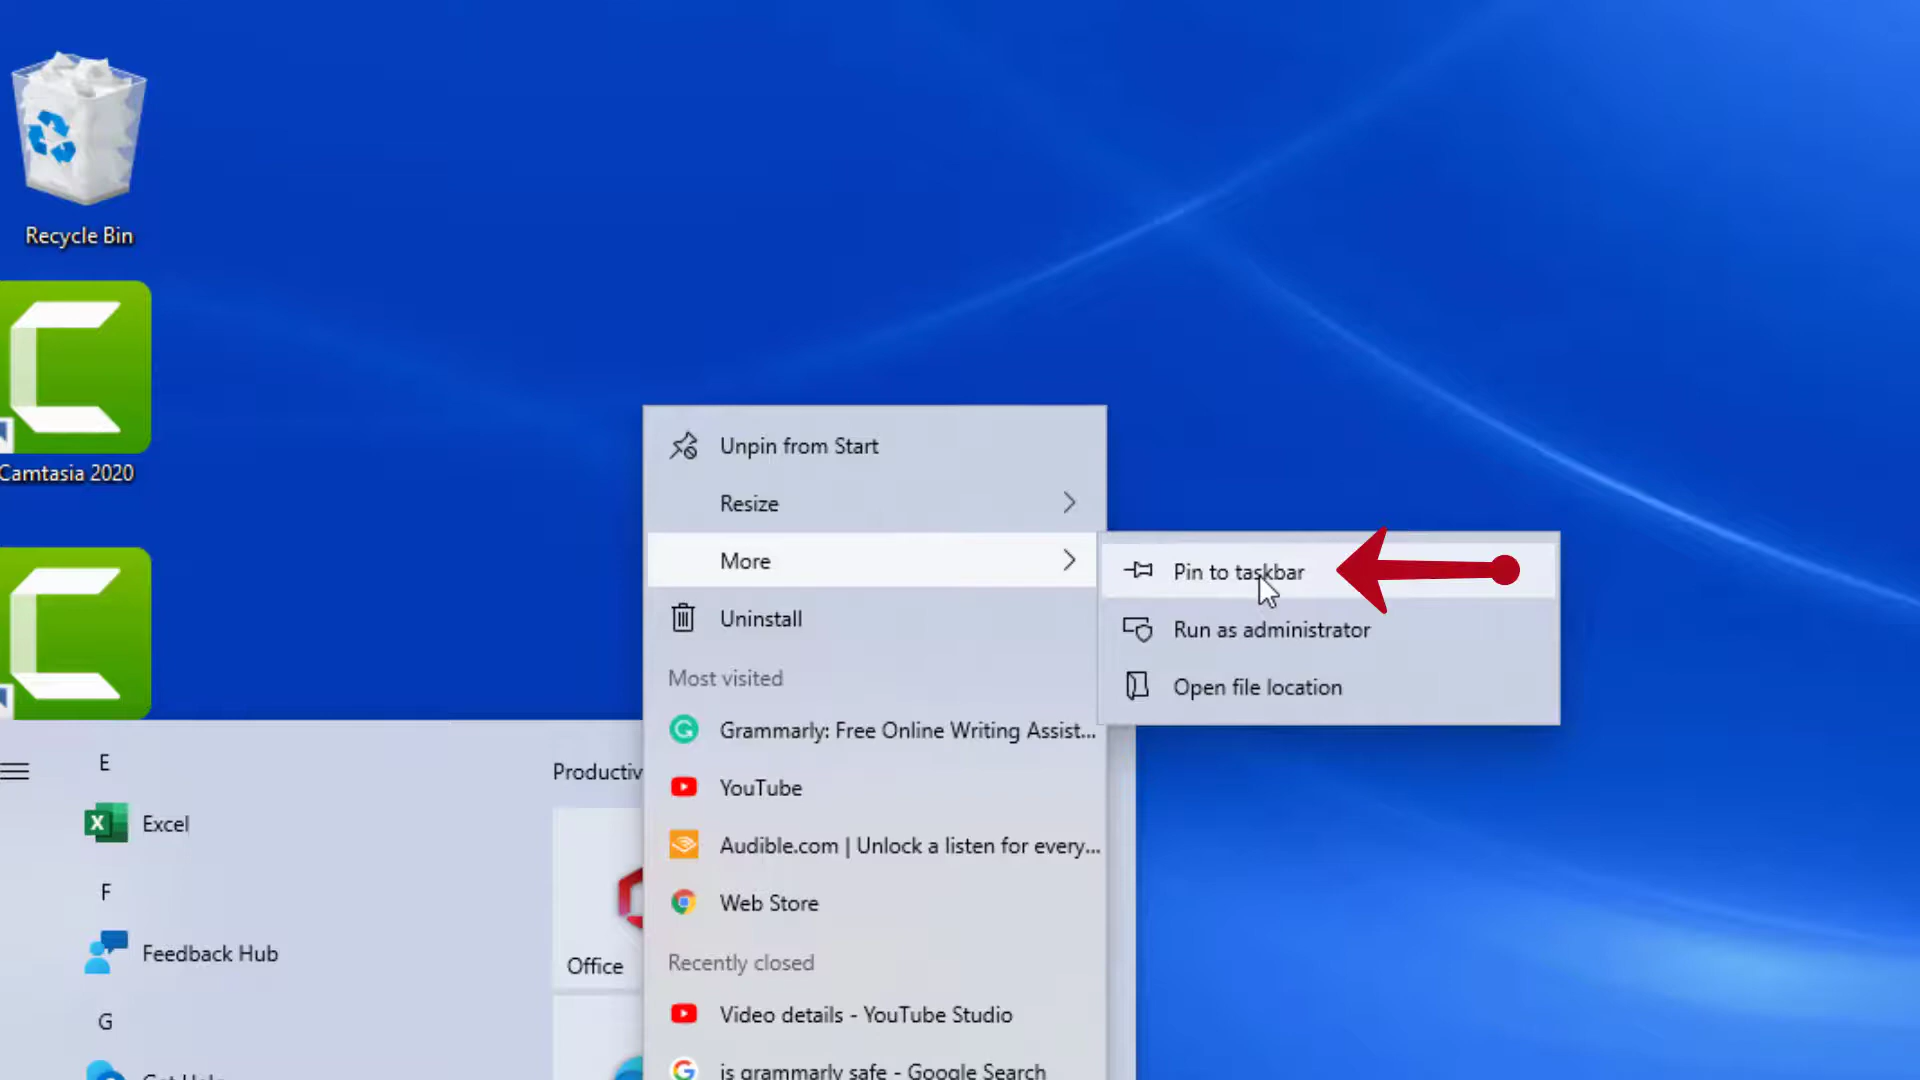 Recycle Bin
Camtasia 2020
Unpin from Start
Resize
More
Uninstall
Most visited
Grammarly: Free Online Writing Assist...
YouTube
Audible.com | Unlock a listen for every...
Web Store
Recently closed
Video details - YouTube Studio
is grammarly safe - Google Search
Pin to taskbar
Run as administrator
Open file location
E
Excel
F
Feedback Hub
G
Get Help
Productiv
Office